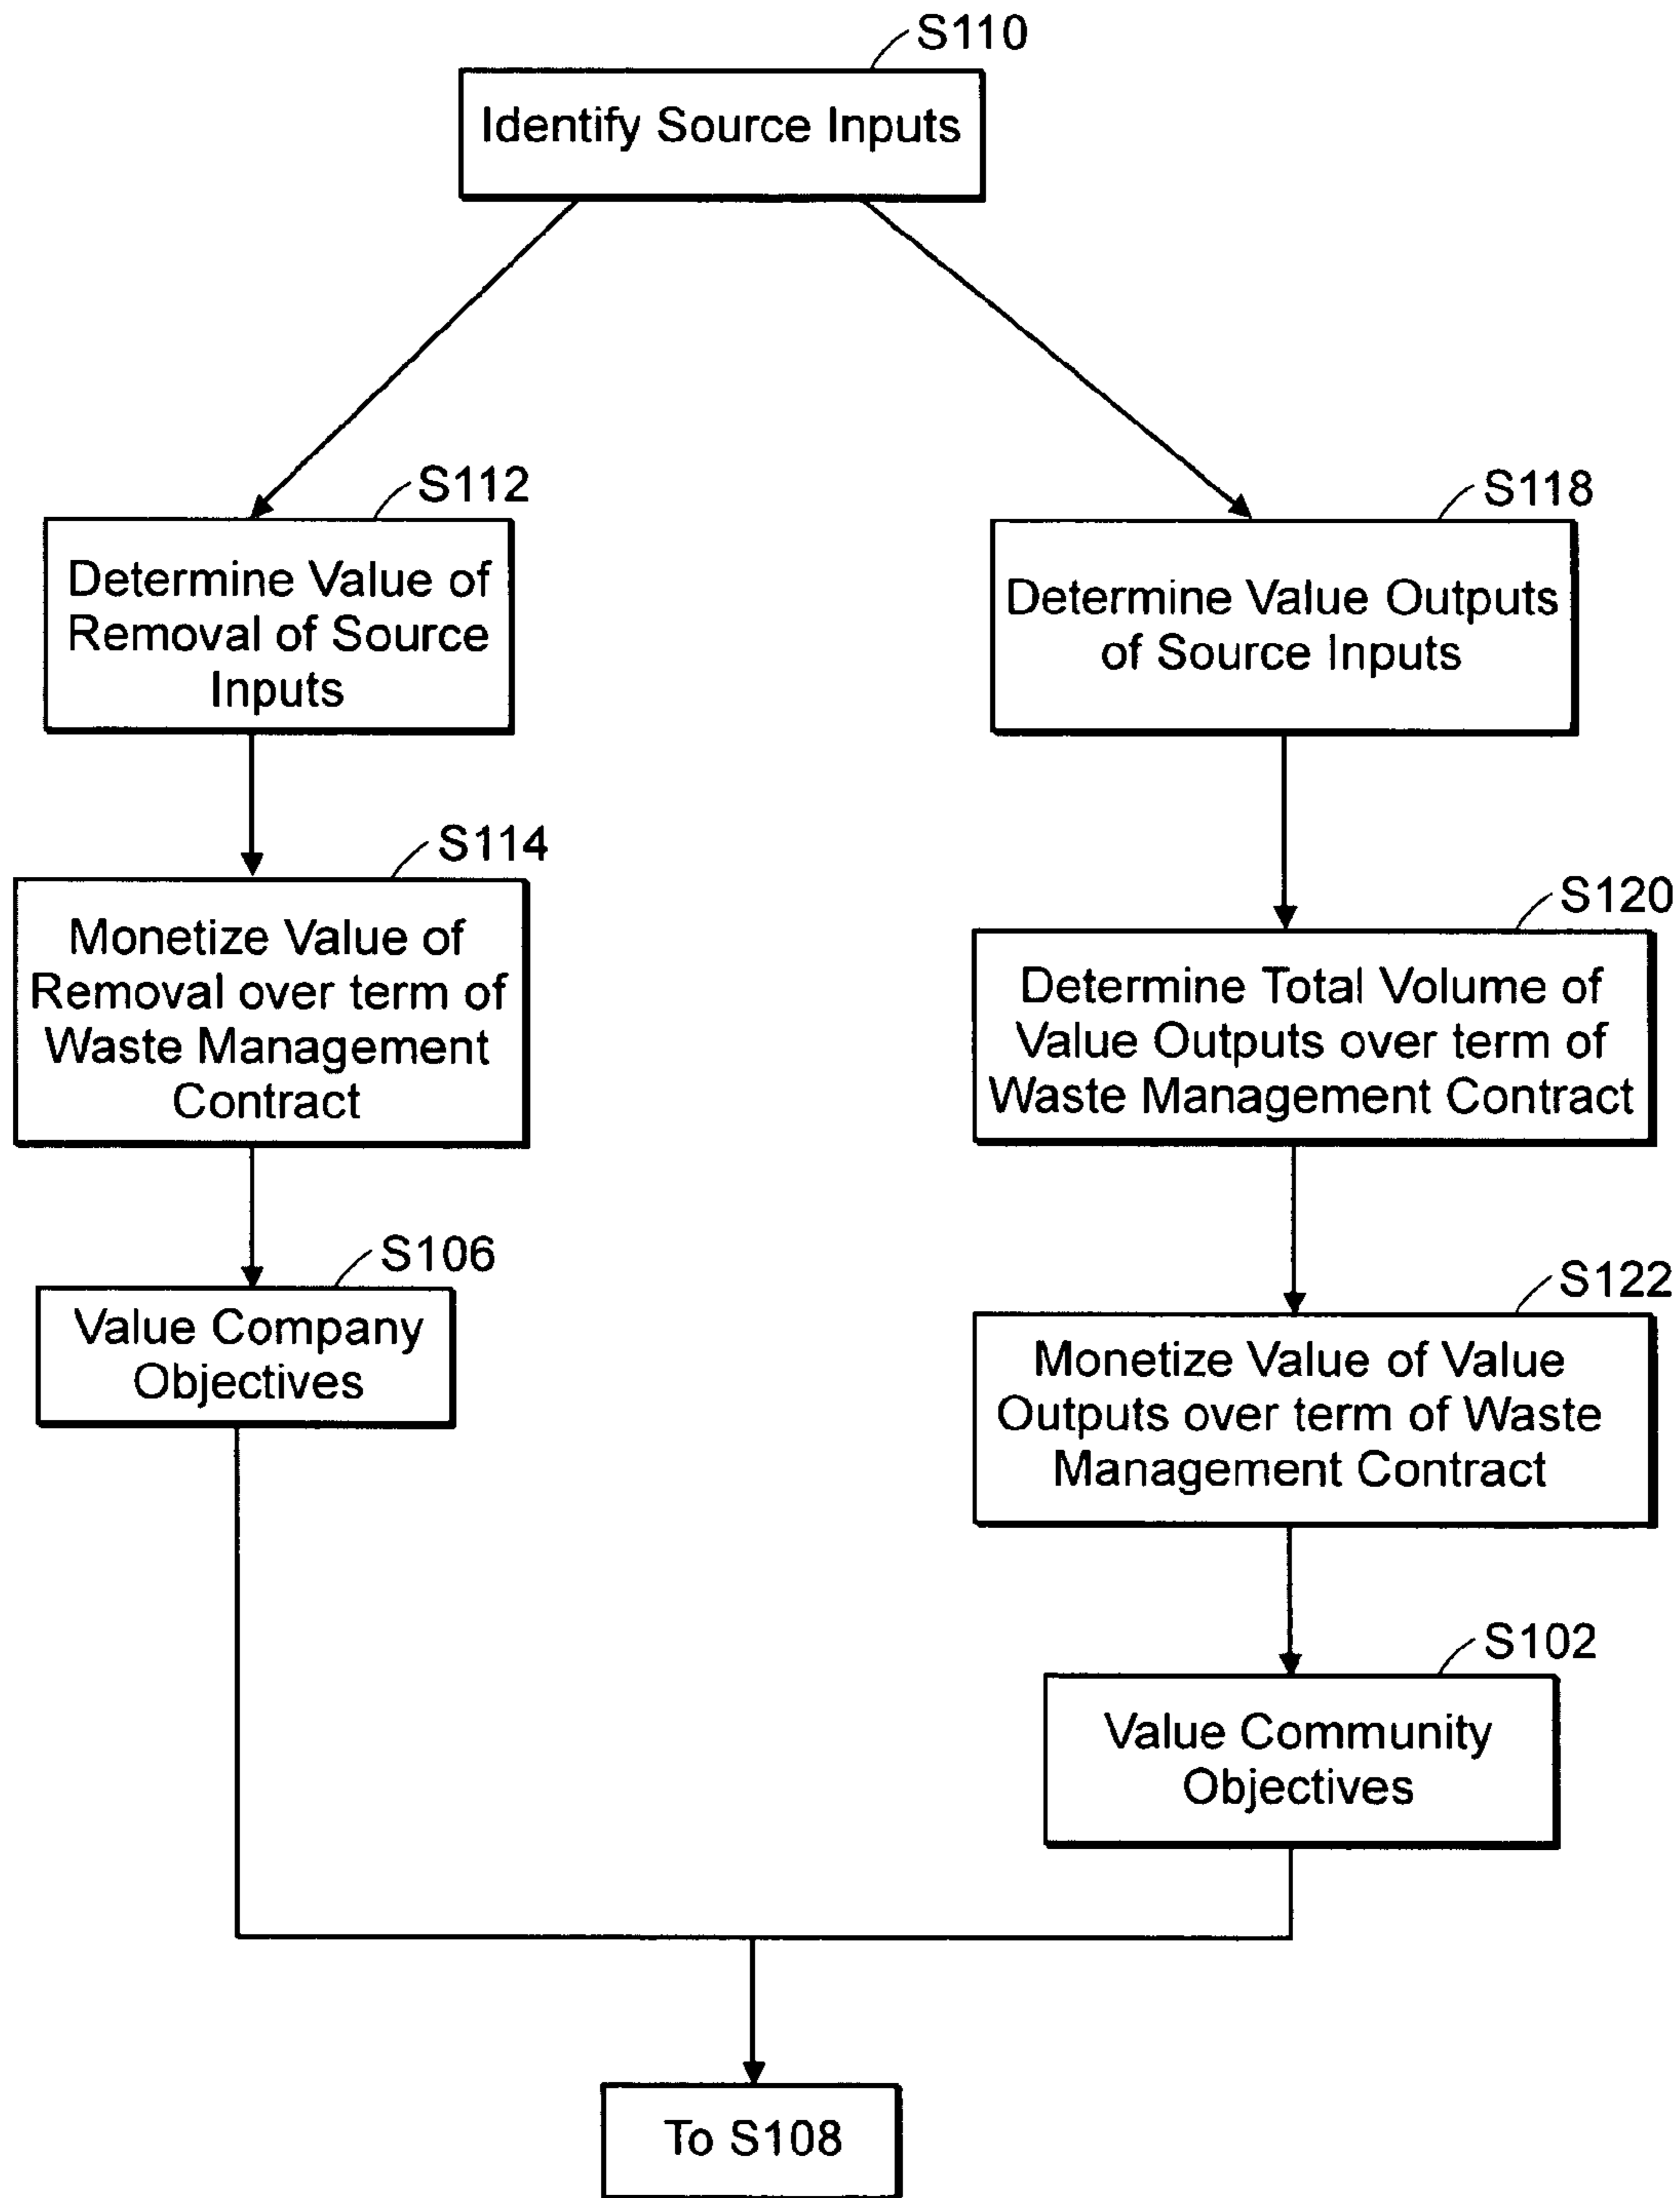 S110
Identify Source Inputs
S112
Determine Value of
Removal of Source
Inputs
S118
Determine Value Outputs
of Source Inputs
S114
Monetize Value of
Removal over term of
Waste Management
Contract
S120
Determine Total Volume of
Value Outputs over term of
Waste Management Contract
S106
Value Company
Objectives
S122
Monetize Value of Value
Outputs over term of Waste
Management Contract
S102
Value Community
Objectives
To S108